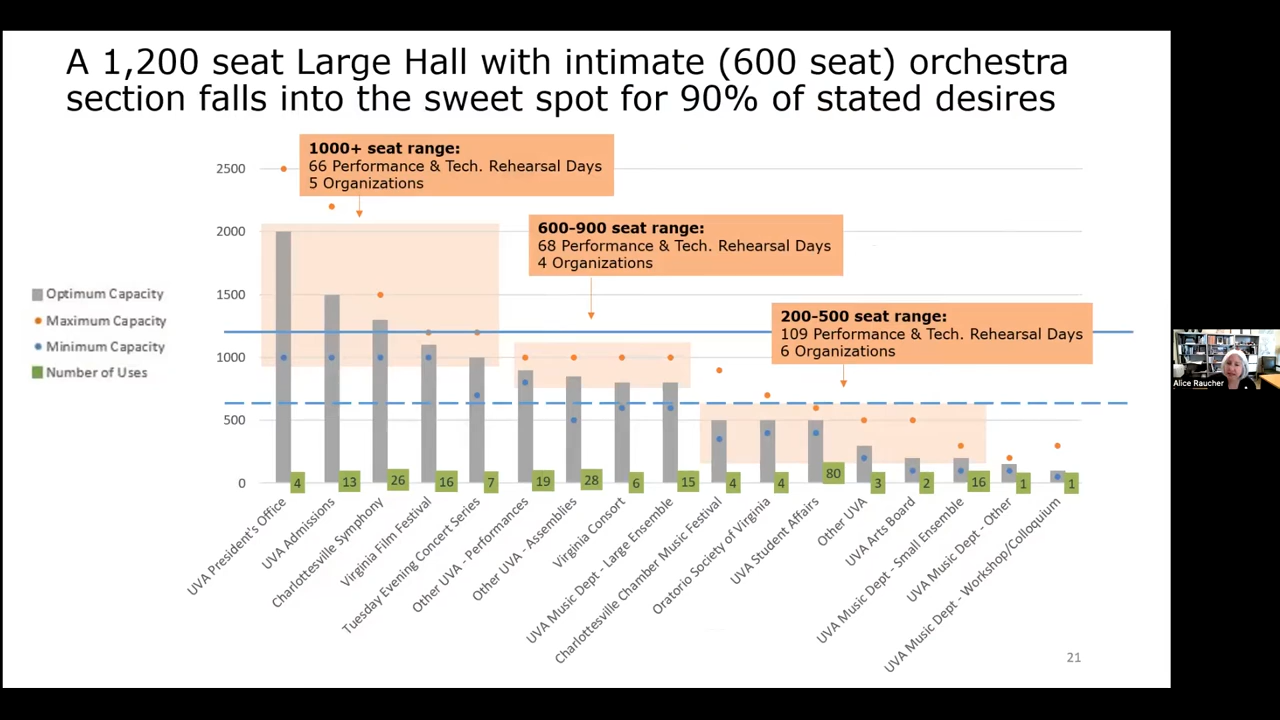 A 1,200 seat Large Hall with intimate (600 seat) orchestra
section falls into the sweet spot for 90% of stated desires
1000+ seat range:
66 Performance & Tech. Rehearsal Days
5 Organizations
600-900 seat range:
68 Performance & Tech. Rehearsal Days
4 Organizations
200-500 seat range:
109 Performance & Tech. Rehearsal Days
6 Organizations
Optimum Capacity
Maximum Capacity
Minimum Capacity
Number of Uses
2500
2000
1500
1000
500
0
4
13
26
16
7
19
28
6
15
4
4
80
3
2
16
1
1
UVA President's Office
UVA Admissions
Charlottesville Symphony
Virginia Film Festival
Tuesday Evening Concert Series
Other UVA - Performances
Other UVA - Assemblies
Virginia Consort
UVA Music Dept - Large Ensemble
Charlottesville Chamber Music Festival
Oratorio Society of Virginia
UVA Student Affairs
Other UVA
UVA Arts Board
UVA Music Dept - Small Ensemble
UVA Music Dept - Other
UVA Music Dept - Workshop/Colloquium
21
Alice Raucher